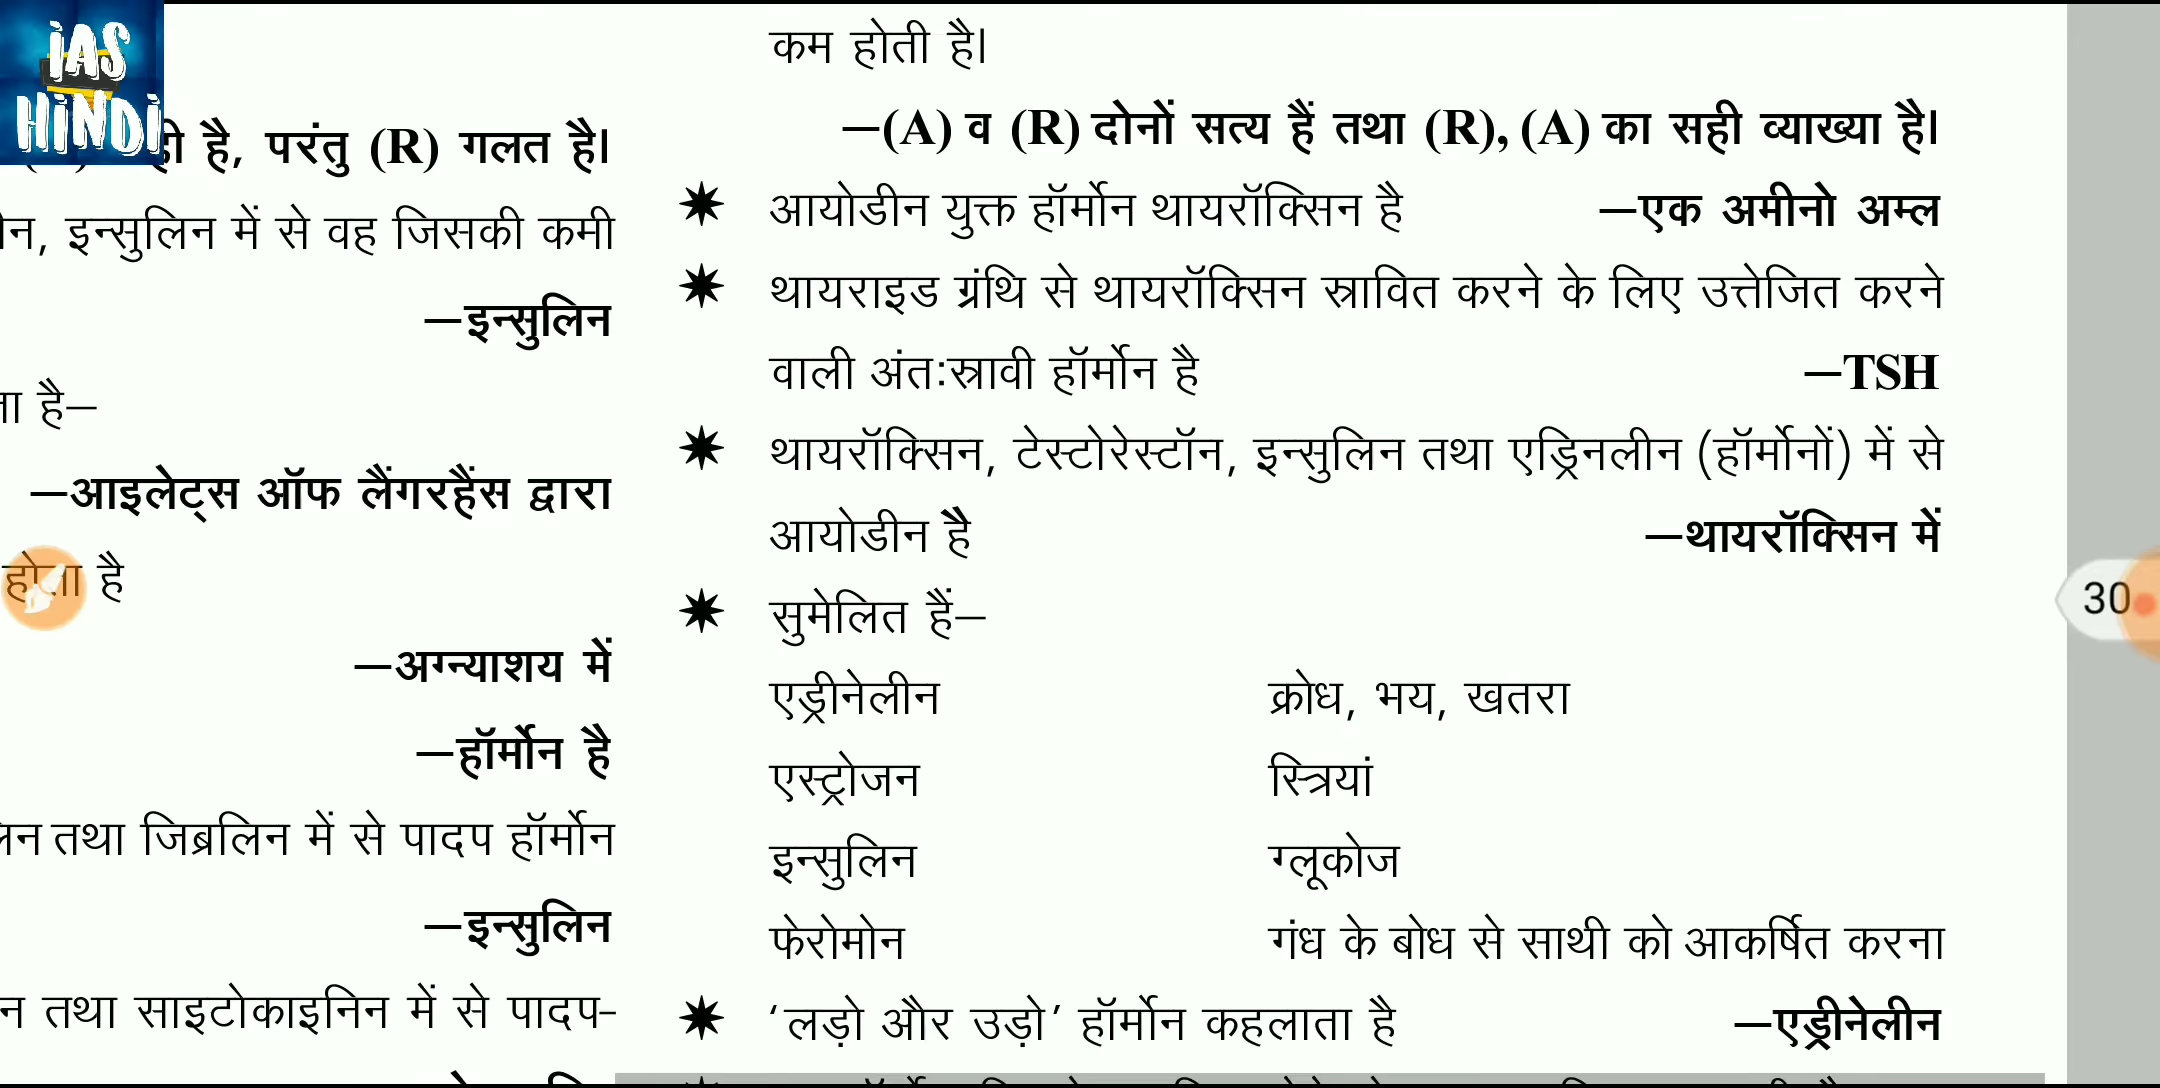 iAS
HiNDi
है, परंतु (R) गलत है।
इन्सुलिन में से वह जिसकी कमी
—इन्सुलिन
है—
—आइलेट्स ऑफ लैंगरहैंस द्वारा
होता है
—अग्न्याशय में
—हॉर्मोन है
तथा जिब्रलिन में से पादप हॉर्मोन
—इन्सुलिन
तथा साइटोकाइनिन में से पादप-
कम होती है।
—(A) व (R) दोनों सत्य हैं तथा (R), (A) का सही व्याख्या है।
✷ आयोडीन युक्त हॉर्मोन थायरॉक्सिन है —एक अमीनो अम्ल
✷ थायराइड ग्रंथि से थायरॉक्सिन स्रावित करने के लिए उत्तेजित करने
वाली अंतःस्रावी हॉर्मोन है —TSH
✷ थायरॉक्सिन, टेस्टोरेस्टॉन, इन्सुलिन तथा एड्रिनलीन (हॉर्मोनों) में से
आयोडीन है —थायरॉक्सिन में
✷ सुमेलित हैं—
एड्रीनेलीन क्रोध, भय, खतरा
एस्ट्रोजन स्त्रियां
इन्सुलिन ग्लूकोज
फेरोमोन गंध के बोध से साथी को आकर्षित करना
✷ ‘लड़ो और उड़ो’ हॉर्मोन कहलाता है —एड्रीनेलीन
30